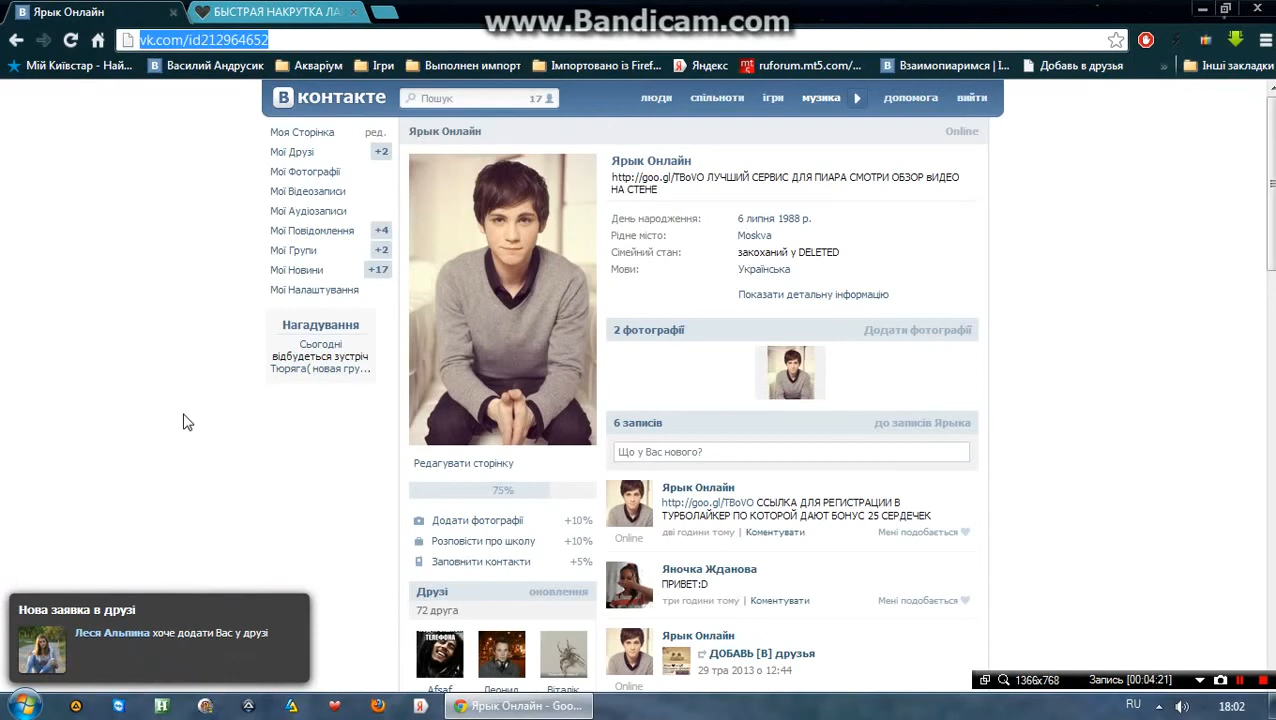 Ярык Онлайн
БЫСТРАЯ НАКРУТКА ЛА
www.Bandicam.com
vk.com/id212964652
Мій Київстар - Най...
Василий Андрусик
Акваріум
Ігри
Выполнен импорт
Імпортовано із Firef...
Яндекс
ruforum.mt5.com/...
Взаимопиаримся | І...
Добавь в друзья
»
Інші закладки
В контакте
Пошук
17
люди
спільноти
ігри
музика
допомога
вийти
Моя Сторінка
ред.
Мої Друзі
+2
Мої Фотографії
Мої Відеозаписи
Мої Аудіозаписи
Мої Повідомлення
+4
Мої Групи
+2
Мої Новини
+17
Мої Налаштування
Нагадування
Сьогодні
відбудеться зустріч
Тюряга( новая гру...
Ярык Онлайн
Online
Редагувати сторінку
75%
Додати фотографії
+10%
Розповісти про школу
+10%
Заповнити контакти
+5%
Друзі
оновлення
72 друга
ТЕЛЕФОНА
Afsaf
Леонид
Віталік
Ярык Онлайн
http://goo.gl/TBoVO ЛУЧШИЙ СЕРВИС ДЛЯ ПИАРА СМОТРИ ОБЗОР вИДЕО
НА СТЕНЕ
День народження:
6 липня 1988 р.
Рідне місто:
Moskva
Сімейний стан:
закоханий у DELETED
Мови:
Українська
Показати детальну інформацію
2 фотографії
Додати фотографії
6 записів
до записів Ярыка
Що у Вас нового?
Ярык Онлайн
http://goo.gl/TBoVO ССЫЛКА ДЛЯ РЕГИСТРАЦИИ В
ТУРБОЛАЙКЕР ПО КОТОРОЙ ДАЮТ БОНУС 25 СЕРДЕЧЕК
Online
дві години тому | Коментувати
Мені подобається
Яночка Жданова
ПРИВЕТ:D
три години тому | Коментувати
Мені подобається
Ярык Онлайн
ДОБАВЬ [В] друзья
29 тра 2013 о 12:44
Online
Нова заявка в друзі
Леся Альпина хоче додати Вас у друзі
1366x768
Запись [00:04:21]
Ярык Онлайн - Goo...
RU
18:02